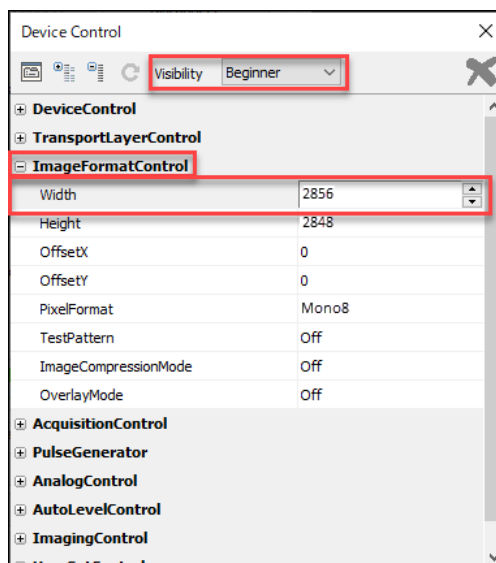 Device Control
Visibility Beginner
DeviceControl
TransportLayerControl
ImageFormatControl
Width 2856
Height 2848
OffsetX 0
OffsetY 0
PixelFormat Mono8
TestPattern Off
ImageCompressionMode Off
OverlayMode Off
AcquisitionControl
PulseGenerator
AnalogControl
AutoLevelControl
ImagingControl